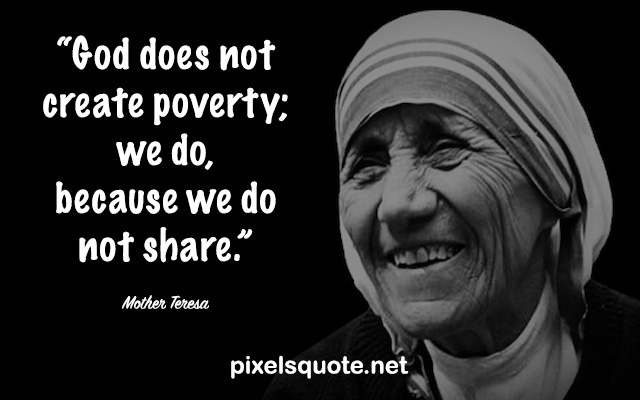 “God does not
create poverty;
we do,
because we do
not share.”
Mother Teresa
pixelsquote.net